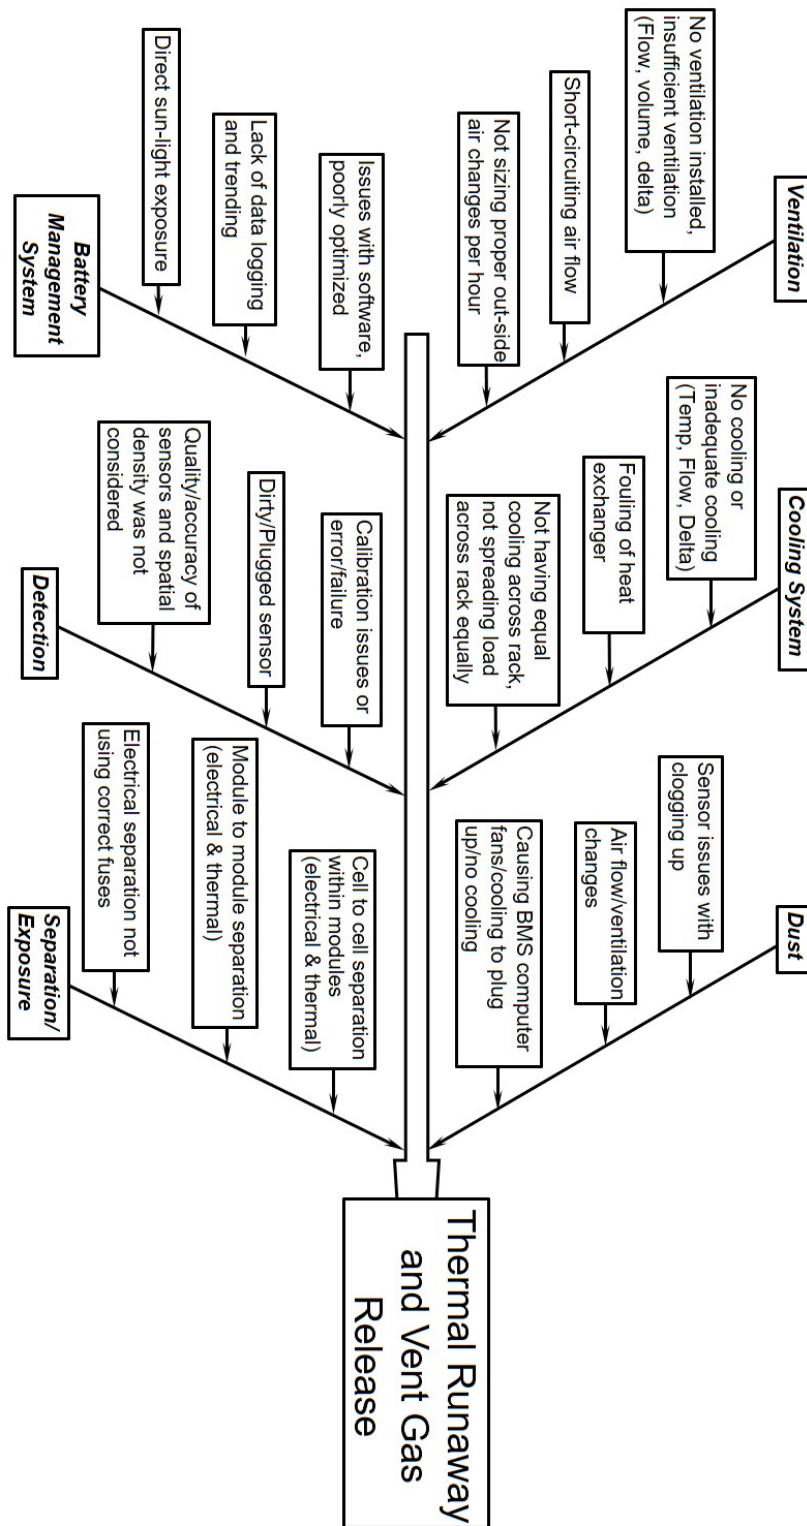 Ventilation
No ventilation installed,
insufficient ventilation
(Flow, volume, delta)
Short-circuiting air flow
Not sizing proper out-side
air changes per hour
Cooling System
No cooling or
inadequate cooling
(Temp, Flow, Delta)
Fouling of heat
exchanger
Not having equal
cooling across rack,
not spreading load
across rack equally
Dust
Sensor issues with
clogging up
Air flow/ventilation
changes
Causing BMS computer
fans/cooling to plug
up/no cooling
Thermal Runaway
and Vent Gas
Release
Issues with software,
poorly optimized
Lack of data logging
and trending
Direct sun-light exposure
Battery
Management
System
Calibration issues or
error/failure
Dirty/Plugged sensor
Quality/accuracy of
sensors and spatial
density was not
considered
Detection
Cell to cell separation
within modules
(electrical & thermal)
Module to module separation
(electrical & thermal)
Electrical separation not
using correct fuses
Separation/
Exposure